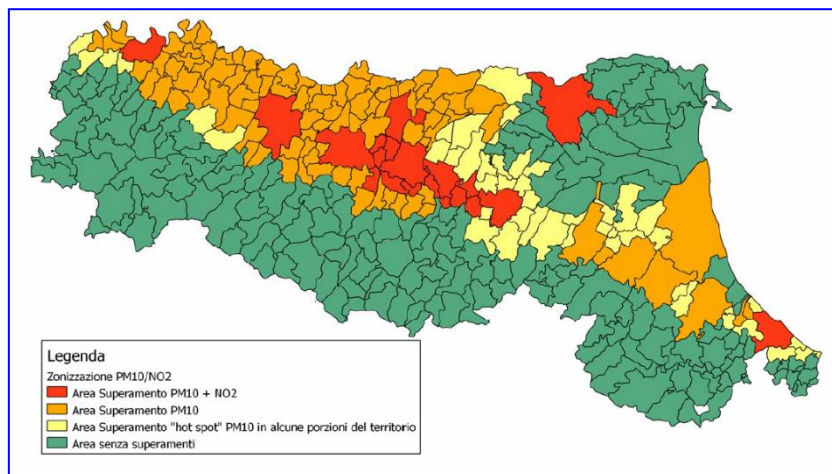 Legenda
Zonizzazione PM10/NO2
Area Superamento PM10 + NO2
Area Superamento PM10
Area Superamento "hot spot" PM10 in alcune porzioni del territorio
Area senza superamenti